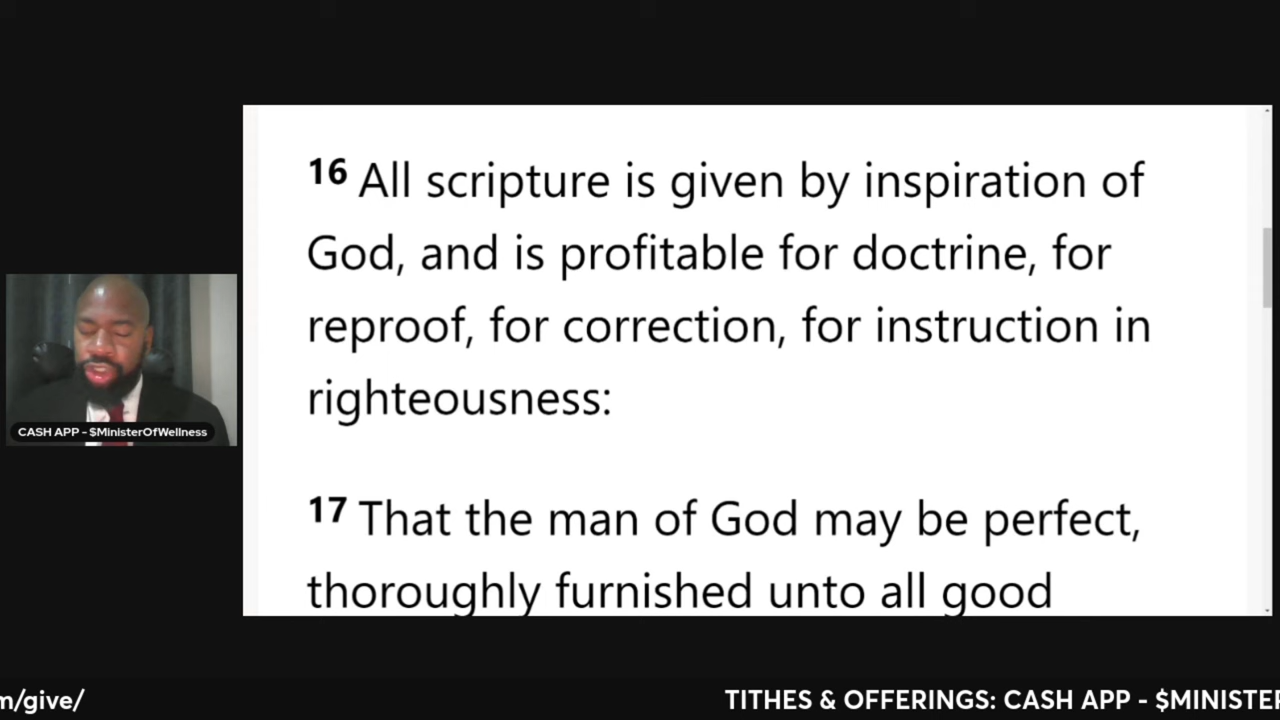 16 All scripture is given by inspiration of
God, and is profitable for doctrine, for
reproof, for correction, for instruction in
righteousness:
17 That the man of God may be perfect,
thoroughly furnished unto all good
CASH APP - $MinisterOfWellness
m/give/
TITHES & OFFERINGS: CASH APP - $MINISTE